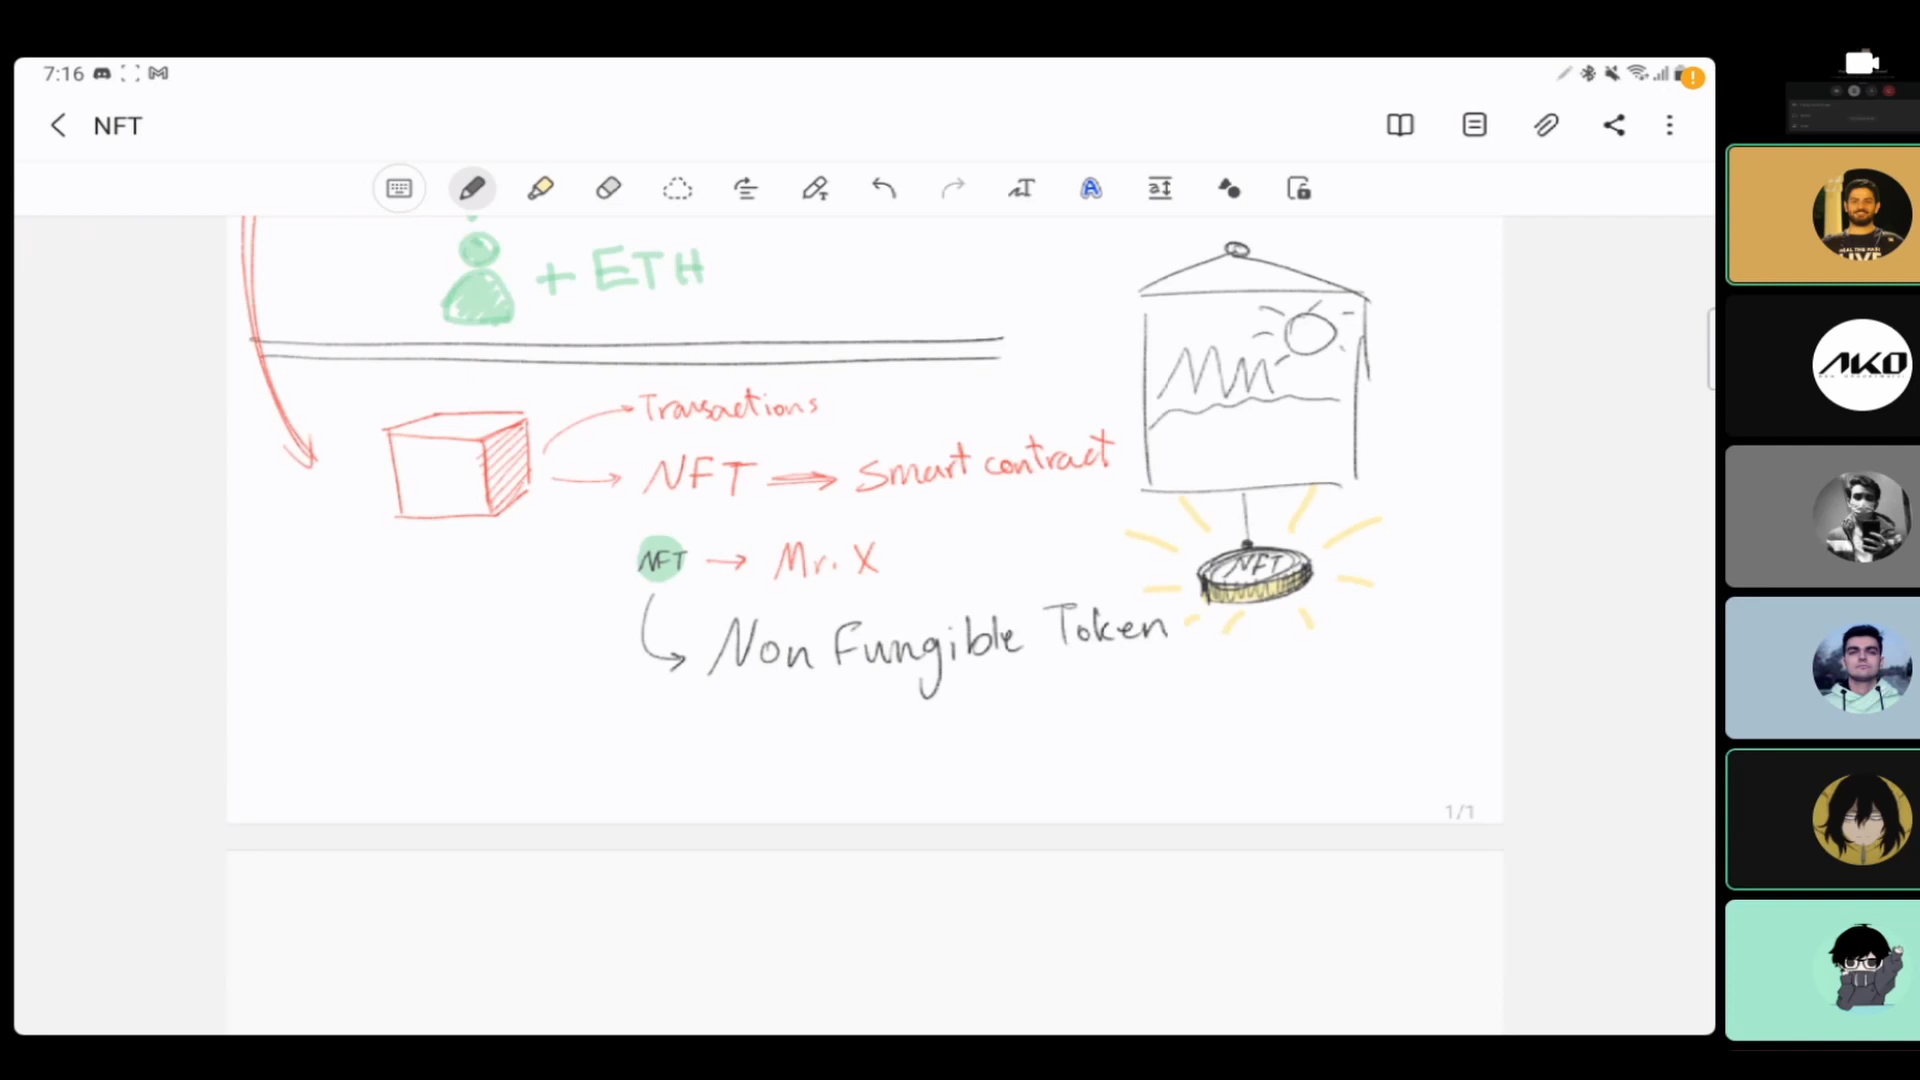 7:16
NFT
+ ETH
Transactions
NFT ⇒ Smart contract
NFT → Mr. X
NFT
Non Fungible Token
1/1
AKO